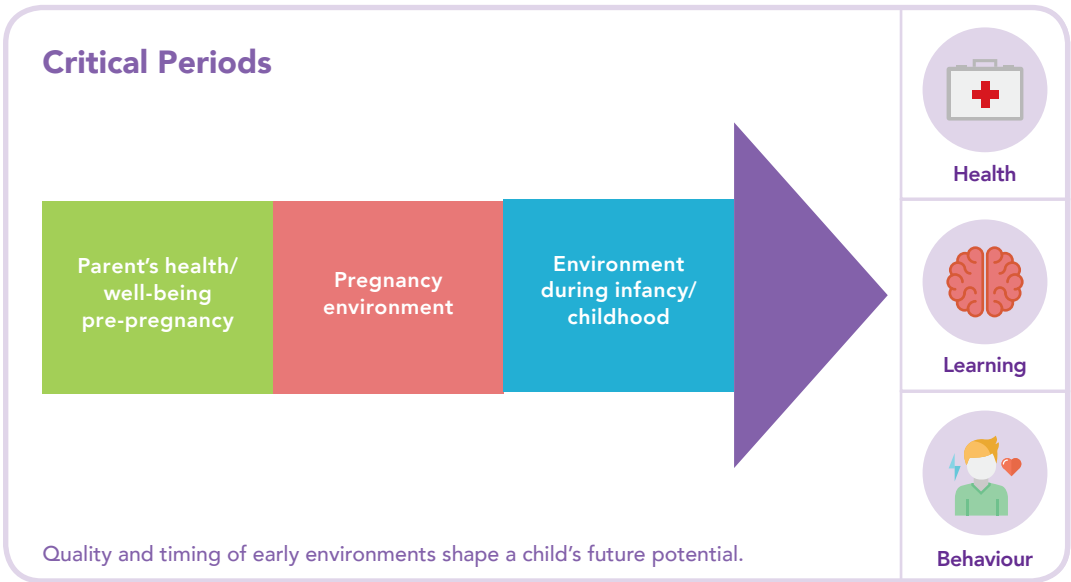 Critical Periods
Parent's health/
well-being
pre-pregnancy
Pregnancy
environment
Environment
during infancy/
childhood
Quality and timing of early environments shape a child's future potential.
Health
Learning
Behaviour